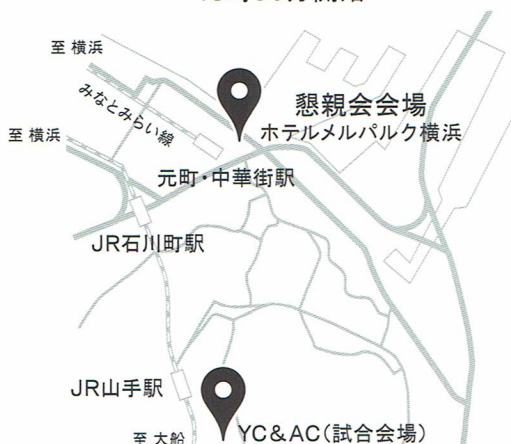 至 横浜
みなとみらい線
至 横浜
懇親会会場
ホテルメルパルク横浜
元町・中華街駅
JR石川町駅
JR山手駅
至 大船
YC&AC(試合会場)